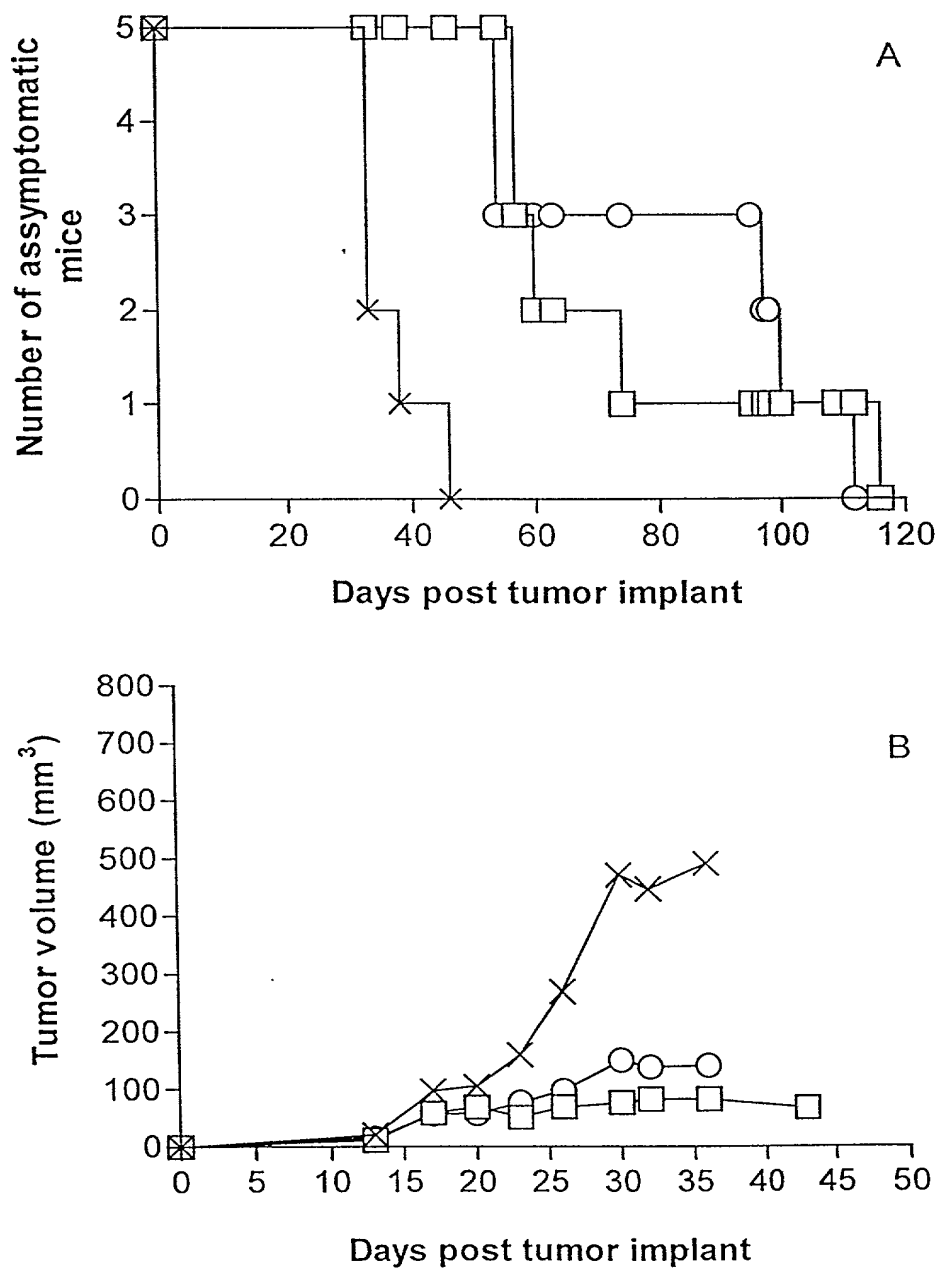 A
Number of assymptomatic
mice
5
4
3
2
1
0
0 20 40 60 80 100 120
Days post tumor implant
B
Tumor volume (mm³)
800
700
600
500
400
300
200
100
0
0 5 10 15 20 25 30 35 40 45 50
Days post tumor implant